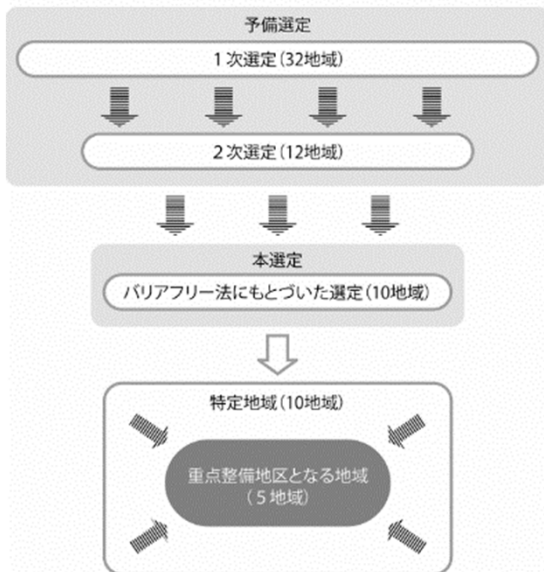 予備選定
1次選定(32地域)
2次選定(12地域)
本選定
バリアフリー法にもとづいた選定(10地域)
特定地域(10地域)
重点整備地区となる地域
(5地域)